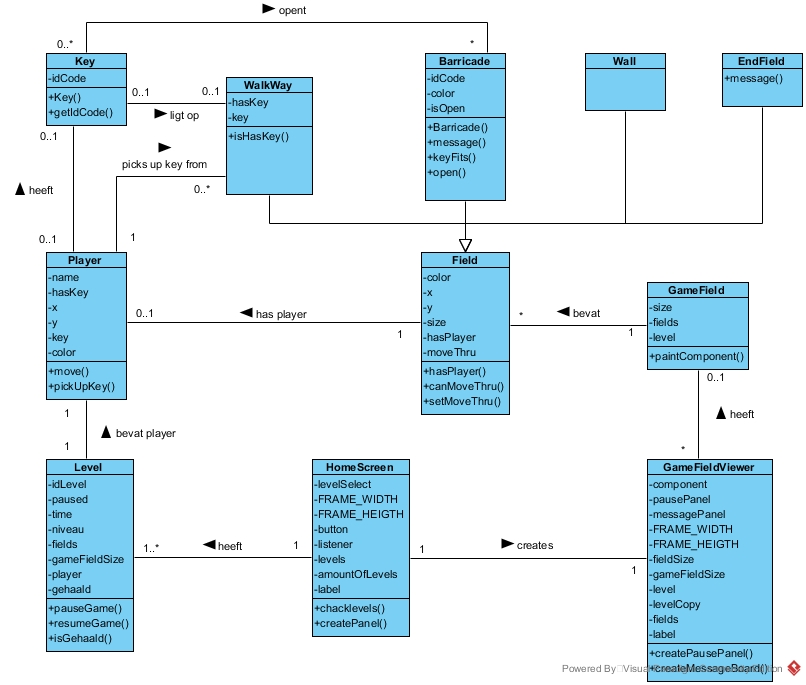 opent
0..*
*
Key
-idCode
+Key()
+getIdCode()
0..1
0..1
ligt op
WalkWay
-hasKey
-key
+isHasKey()
Barricade
-idCode
-color
-isOpen
+Barricade()
+message()
+keyFits()
+open()
Wall
EndField
+message()
0..1
heeft
0..1
picks up key from
0..*
1
Player
-name
-hasKey
-x
-y
-key
-color
+move()
+pickUpKey()
0..1
has player
1
Field
-color
-x
-y
-size
-hasPlayer
-moveThru
+hasPlayer()
+canMoveThru()
+setMoveThru()
*
bevat
1
GameField
-size
-fields
-level
+paintComponent()
0..1
heeft
*
1
bevat player
1
Level
-idLevel
-paused
-time
-niveau
-fields
-gameFieldSize
-player
-gehaald
+pauseGame()
+resumeGame()
+isGehaald()
1..*
heeft
1
HomeScreen
-levelSelect
-FRAME_WIDTH
-FRAME_HEIGTH
-button
-listener
-levels
-amountOfLevels
-label
+chacklevels()
+createPanel()
1
creates
1
GameFieldViewer
-component
-pausePanel
-messagePanel
-FRAME_WIDTH
-FRAME_HEIGTH
-fieldSize
-gameFieldSize
-level
-levelCopy
-fields
-label
+createPausePanel()
+createMessageBoard()
Powered By Visual